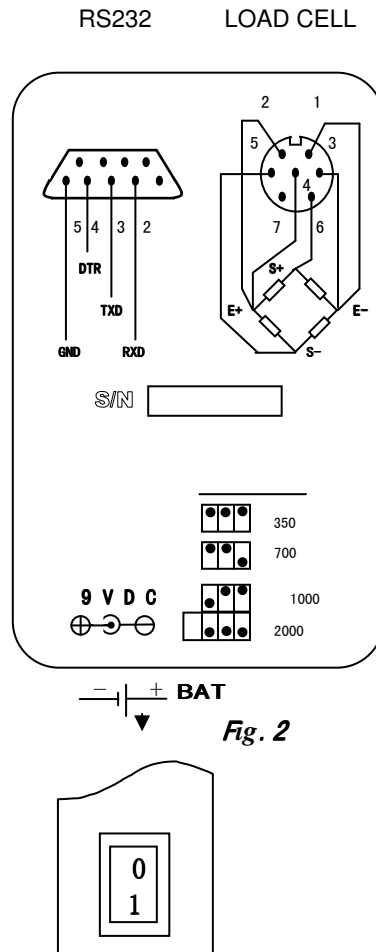 RS232 LOAD CELL
2 1
5 3
4
5 4 3 2
7 6
DTR
S+
TXD
E+ E-
GND RXD
S-
S/N
350
700
9 V D C
1000
2000
- + BAT
Fig. 2
0
1